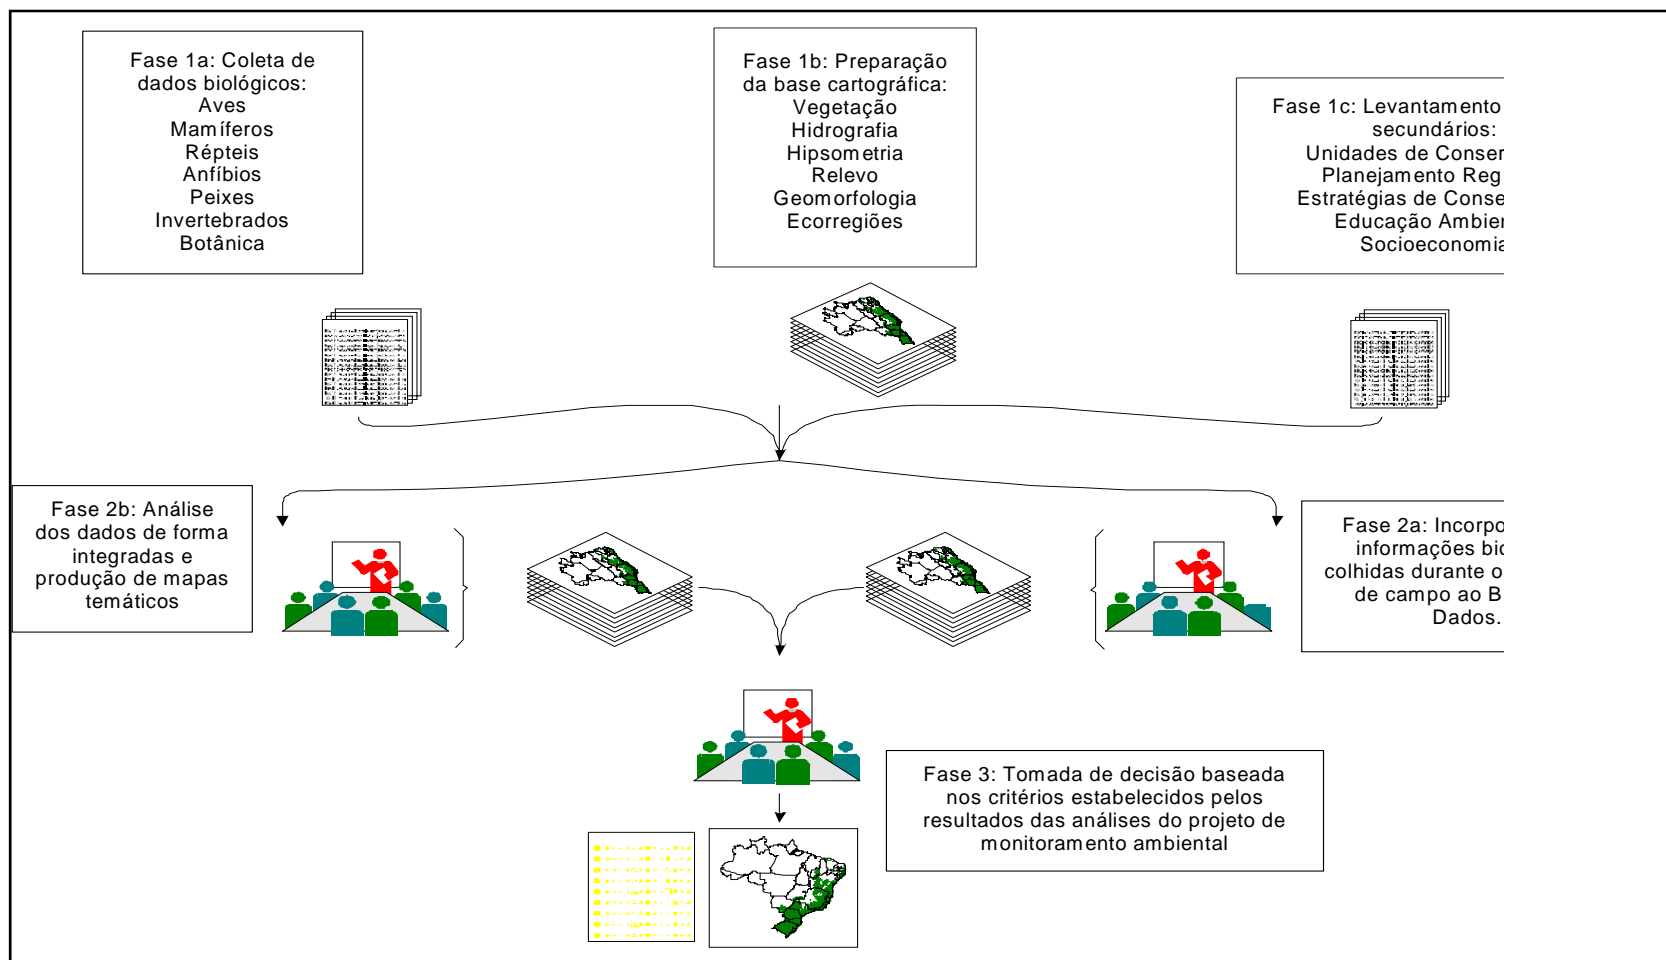 Fase 1a: Coleta de
dados biológicos:
Aves
Mamíferos
Répteis
Anfíbios
Peixes
Invertebrados
Botânica
Fase 1b: Preparação
da base cartográfica:
Vegetação
Hidrografia
Hipsometria
Relevo
Geomorfologia
Ecorregiões
Fase 1c: Levantamento
secundários:
Unidades de Conser
Planejamento Reg
Estratégias de Conse
Educação Ambien
Socioeconomia
Fase 2b: Análise
dos dados de forma
integradas e
produção de mapas
temáticos
Fase 2a: Incorpo
informações bio
colhidas durante o
de campo ao B
Dados.
Fase 3: Tomada de decisão baseada
nos critérios estabelecidos pelos
resultados das análises do projeto de
monitoramento ambiental